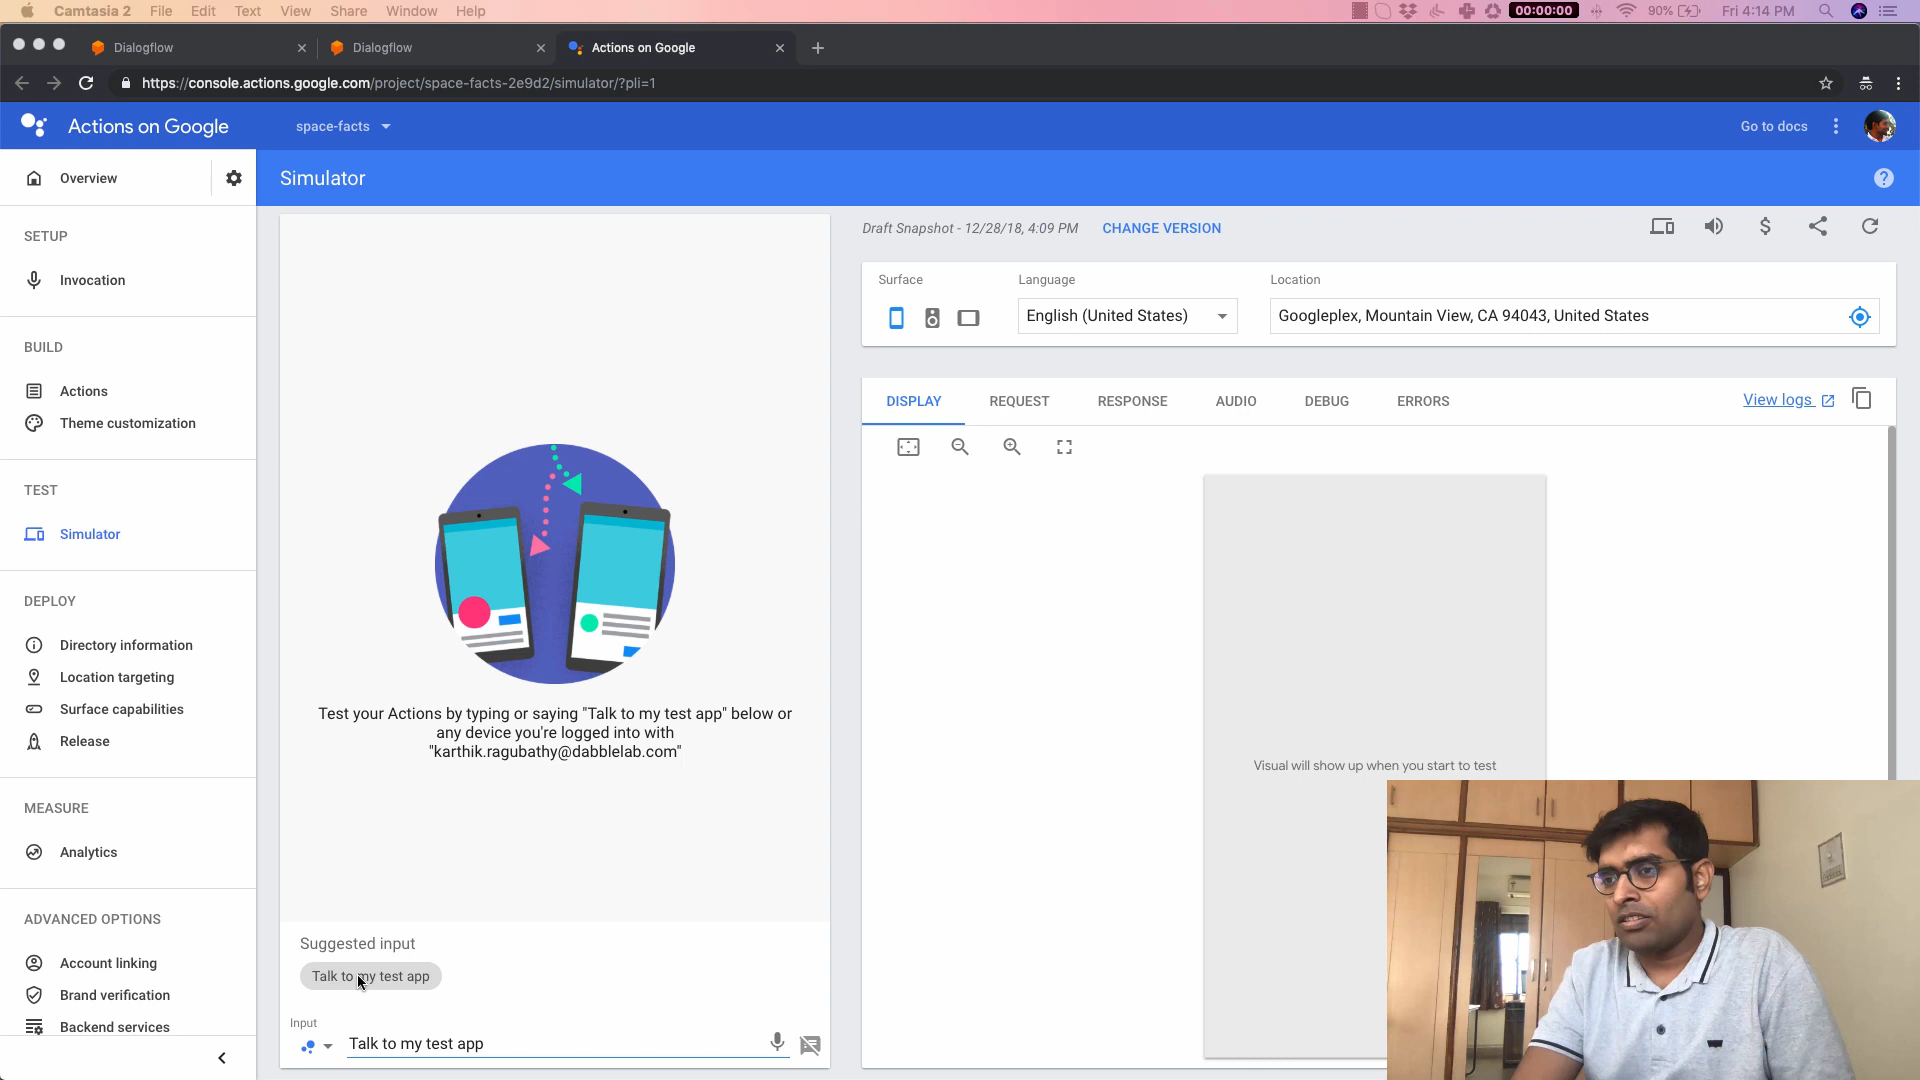 Camtasia 2 File Edit Text View Share Window Help 00:00:00 90% Fri 4:14 PM
Dialogflow Dialogflow Actions on Google
https://console.actions.google.com/project/space-facts-2e9d2/simulator/?pli=1
Actions on Google space-facts Go to docs
Overview
Simulator
SETUP
Invocation
BUILD
Actions
Theme customization
TEST
Simulator
DEPLOY
Directory information
Location targeting
Surface capabilities
Release
MEASURE
Analytics
ADVANCED OPTIONS
Account linking
Brand verification
Backend services
Test your Actions by typing or saying "Talk to my test app" below or
any device you're logged into with
"karthik.ragubathy@dabblelab.com"
Suggested input
Talk to my test app
Input
Talk to my test app
Draft Snapshot - 12/28/18, 4:09 PM CHANGE VERSION
Surface Language Location
English (United States) Googleplex, Mountain View, CA 94043, United States
DISPLAY REQUEST RESPONSE AUDIO DEBUG ERRORS View logs
Visual will show up when you start to test